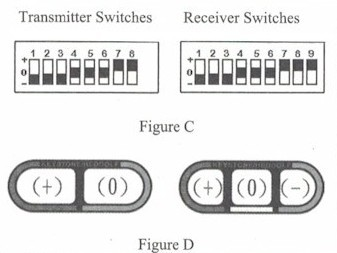 Transmitter Switches Receiver Switches
1 2 3 4 5 6 7 8 1 2 3 4 5 6 7 8 9
+ +
0 0
− −
Figure C
(+) (0) (+) (0) (−)
Figure D